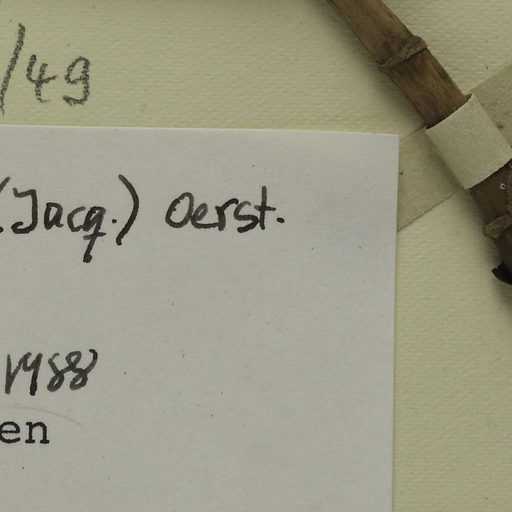 /49
(Jacq.) Oerst.
1988
en